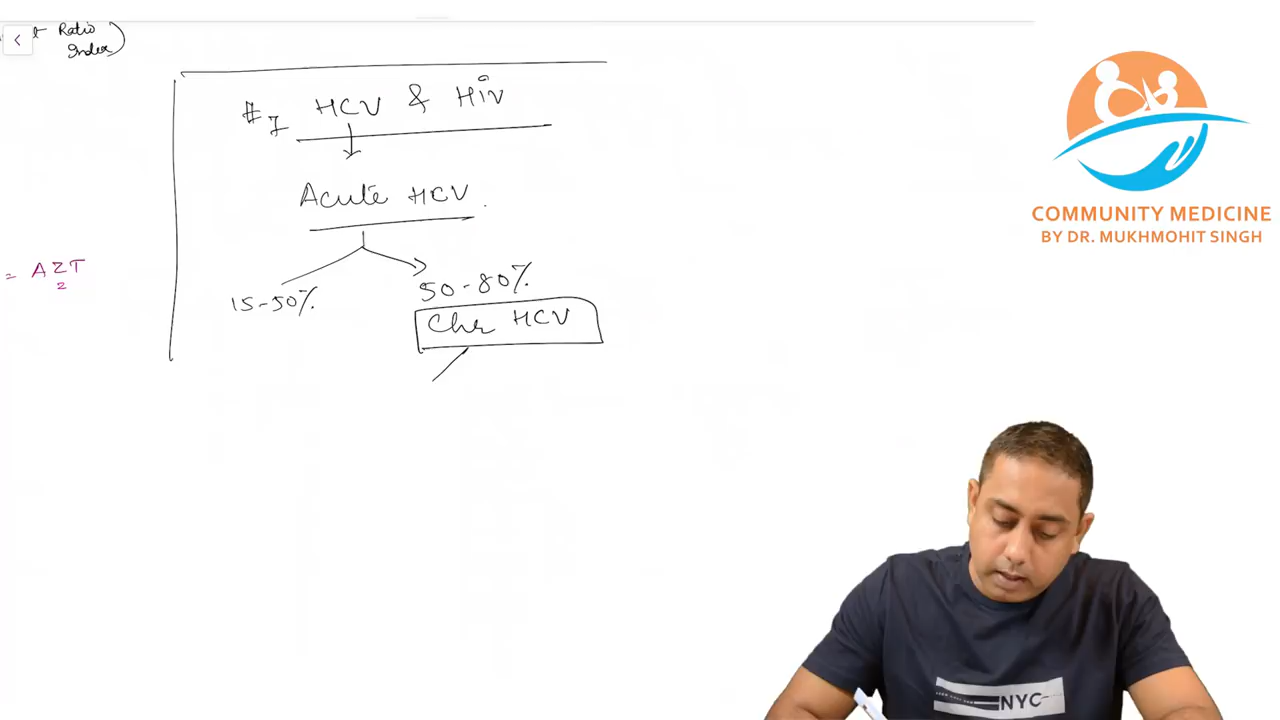 Ratio
Index)
#7 HCV & HiV
Acute HCV
15-50%
50-80%
Chr HCV
= AZT
2
COMMUNITY MEDICINE
BY DR. MUKHMOHIT SINGH
NYC